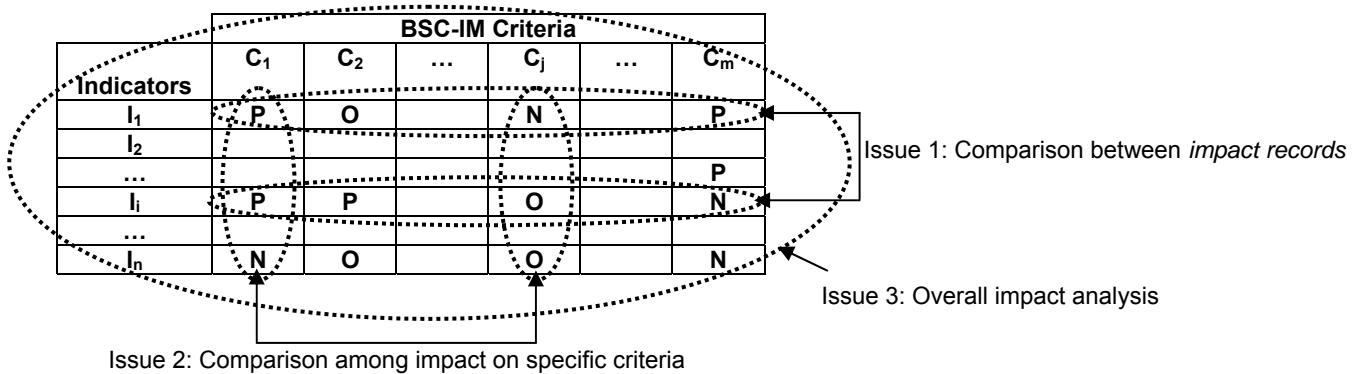 BSC-IM Criteria
Indicators C₁ C₂ … Cⱼ … Cₘ
I₁ P O N P
I₂
… P
Iᵢ P P O N
…
Iₙ N O O N
Issue 1: Comparison between impact records
Issue 3: Overall impact analysis
Issue 2: Comparison among impact on specific criteria